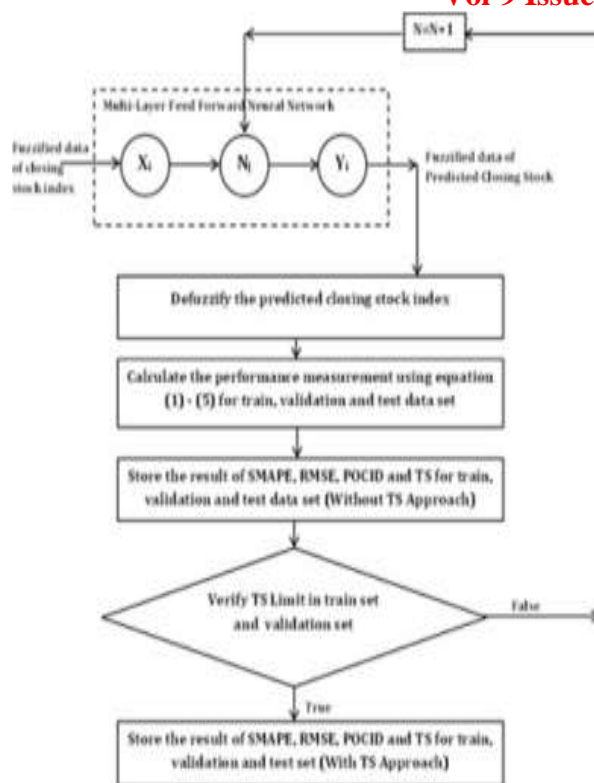 Vol 9 Issue
N=N+1
Multi-Layer Feed Forward Neural Network
Fuzzified data
of closing
stock index
Xi
Nj
Yi
Fuzzified data of
Predicted Closing Stock
Defuzzify the predicted closing stock index
Calculate the performance measurement using equation
(1) - (5) for train, validation and test data set
Store the result of SMAPE, RMSE, POCID and TS for train,
validation and test data set (Without TS Approach)
Verify TS Limit in train set
and validation set
False
True
Store the result of SMAPE, RMSE, POCID and TS for train,
validation and test set (With TS Approach)